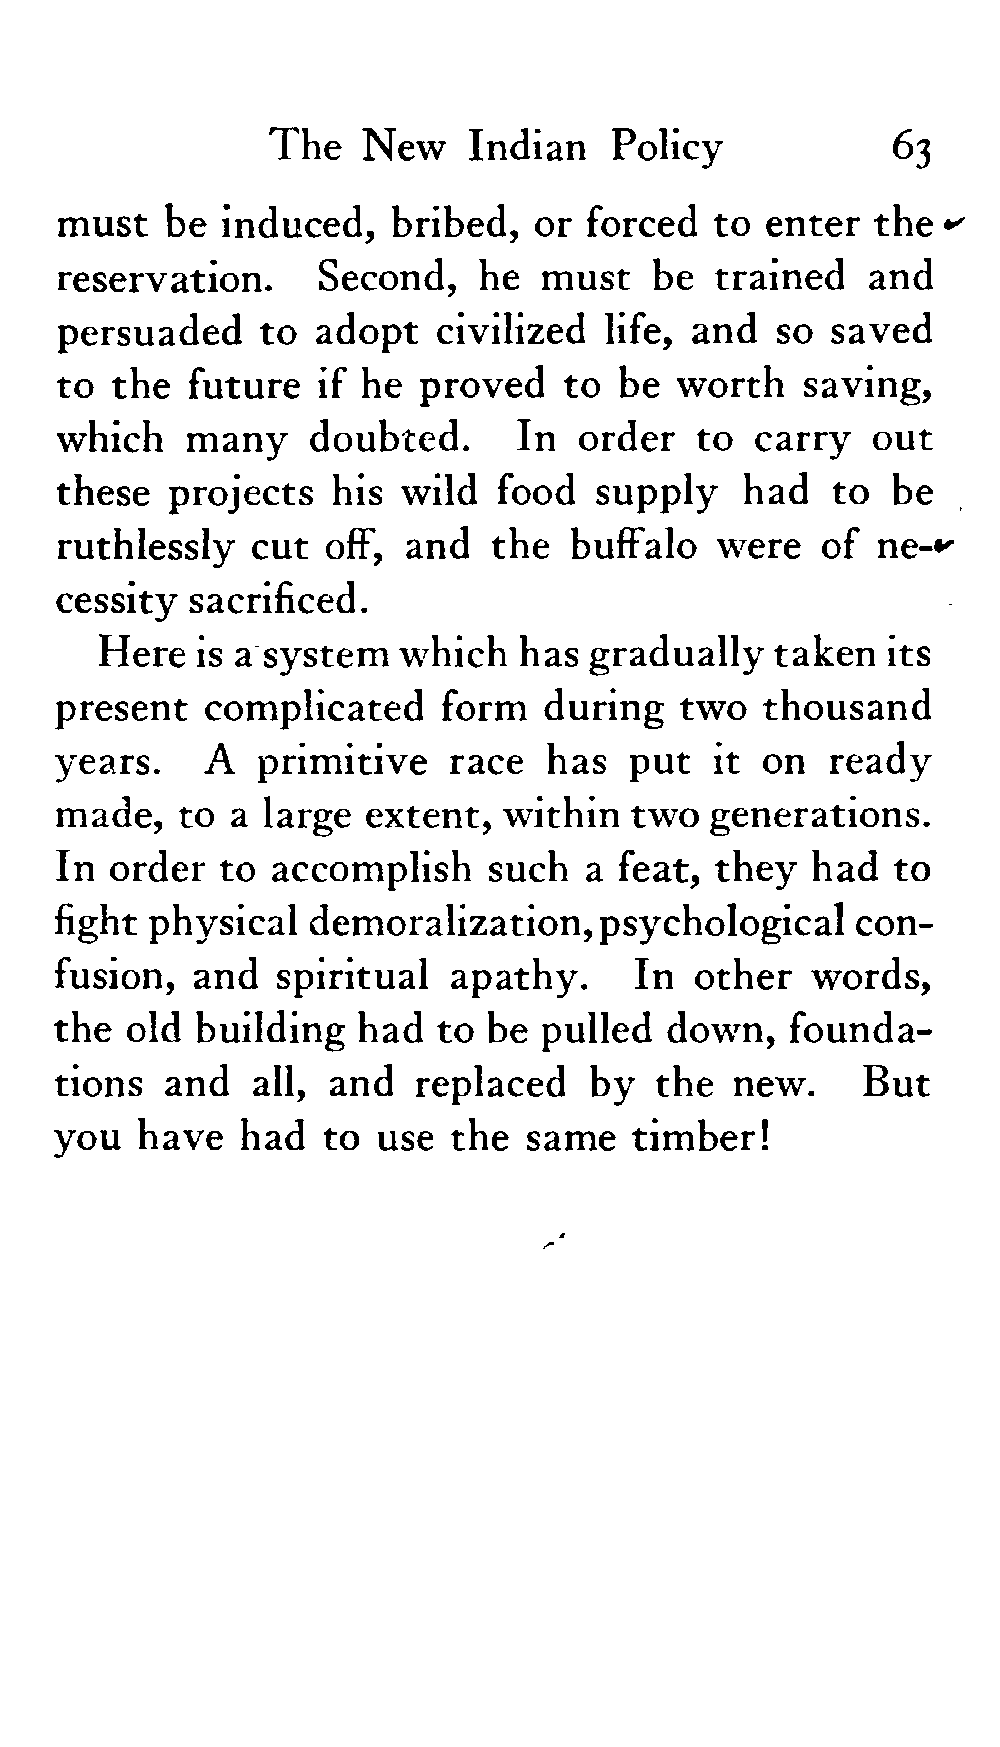 The New Indian Policy 63
must be induced, bribed, or forced to enter the
reservation. Second, he must be trained and
persuaded to adopt civilized life, and so saved
to the future if he proved to be worth saving,
which many doubted. In order to carry out
these projects his wild food supply had to be
ruthlessly cut off, and the buffalo were of ne-
cessity sacrificed.
Here is a system which has gradually taken its
present complicated form during two thousand
years. A primitive race has put it on ready
made, to a large extent, within two generations.
In order to accomplish such a feat, they had to
fight physical demoralization, psychological con-
fusion, and spiritual apathy. In other words,
the old building had to be pulled down, founda-
tions and all, and replaced by the new. But
you have had to use the same timber!